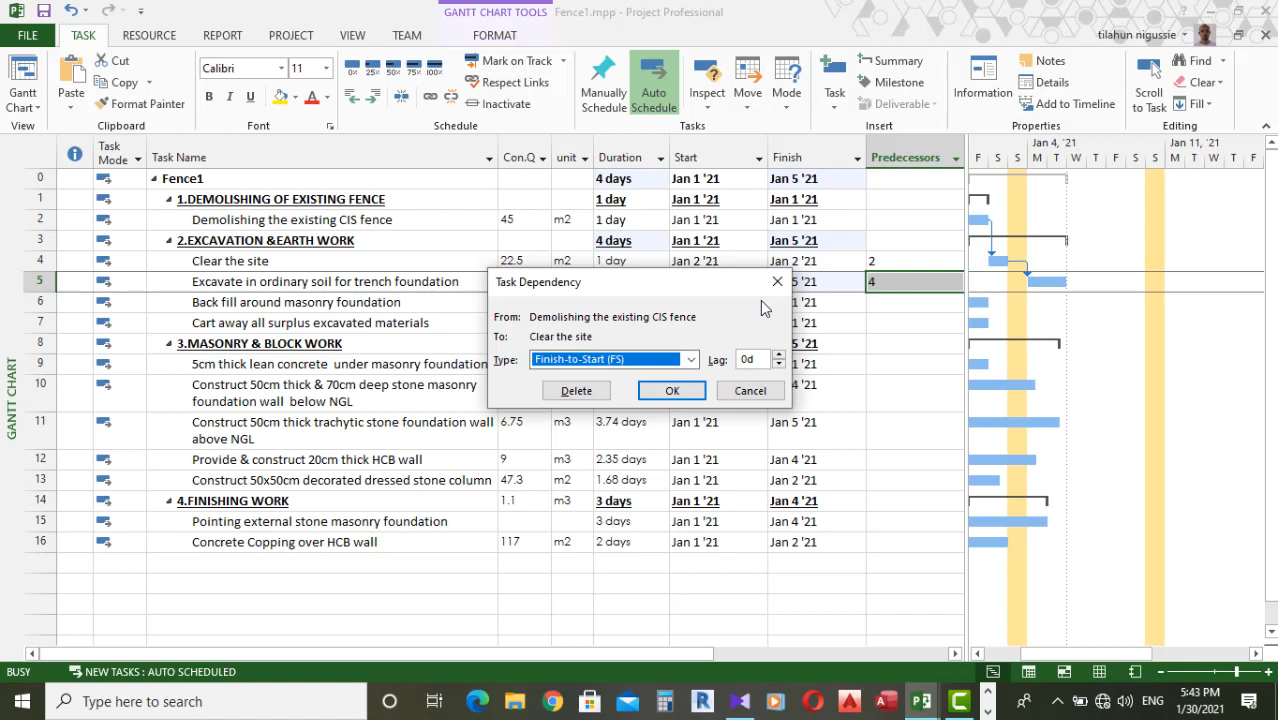 GANTT CHART TOOLS
Fence1.mpp - Project Professional
FILE TASK RESOURCE REPORT PROJECT VIEW TEAM FORMAT
tilahun nigussie
Gantt Chart
View
Paste
Cut
Copy
Format Painter
Clipboard
Calibri 11
B I U A
Font
0% 25% 50% 75% 100%
Mark on Track
Respect Links
Inactivate
Schedule
Manually Schedule
Auto Schedule
Inspect
Move
Mode
Tasks
Task
Summary
Milestone
Deliverable
Insert
Information
Notes
Details
Add to Timeline
Properties
Scroll to Task
Find
Clear
Fill
Editing
Task Mode Task Name Con.Q unit Duration Start Finish Predecessors
Jan 4, '21 Jan 11, '21
F S S M T W T F S S M T W T F
0 Fence1 4 days Jan 1 '21 Jan 5 '21
1 1.DEMOLISHING OF EXISTING FENCE 1 day Jan 1 '21 Jan 1 '21
2 Demolishing the existing CIS fence 45 m2 1 day Jan 1 '21 Jan 1 '21
3 2.EXCAVATION &EARTH WORK 4 days Jan 1 '21 Jan 5 '21
4 Clear the site 22.5 m2 1 day Jan 2 '21 Jan 2 '21 2
5 Excavate in ordinary soil for trench foundation 5 '21 4
6 Back fill around masonry foundation 1 '21
7 Cart away all surplus excavated materials 1 '21
8 3.MASONRY & BLOCK WORK 5 '21
9 5cm thick lean concrete under masonry foundation 1 '21
10 Construct 50cm thick & 70cm deep stone masonry 4 '21
foundation wall below NGL
11 Construct 50cm thick trachytic stone foundation wall 6.75 m3 3.74 days Jan 1 '21 Jan 5 '21
above NGL
12 Provide & construct 20cm thick HCB wall 9 m3 2.35 days Jan 1 '21 Jan 4 '21
13 Construct 50x50cm decorated dressed stone column 47.3 m2 1.68 days Jan 1 '21 Jan 2 '21
14 4.FINISHING WORK 1.1 m3 3 days Jan 1 '21 Jan 4 '21
15 Pointing external stone masonry foundation 3 days Jan 1 '21 Jan 4 '21
16 Concrete Copping over HCB wall 117 m2 2 days Jan 1 '21 Jan 2 '21
Task Dependency
From: Demolishing the existing CIS fence
To: Clear the site
Type: Finish-to-Start (FS) Lag: 0d
Delete OK Cancel
GANTT CHART
BUSY NEW TASKS : AUTO SCHEDULED
Type here to search
ENG
5:43 PM
1/30/2021